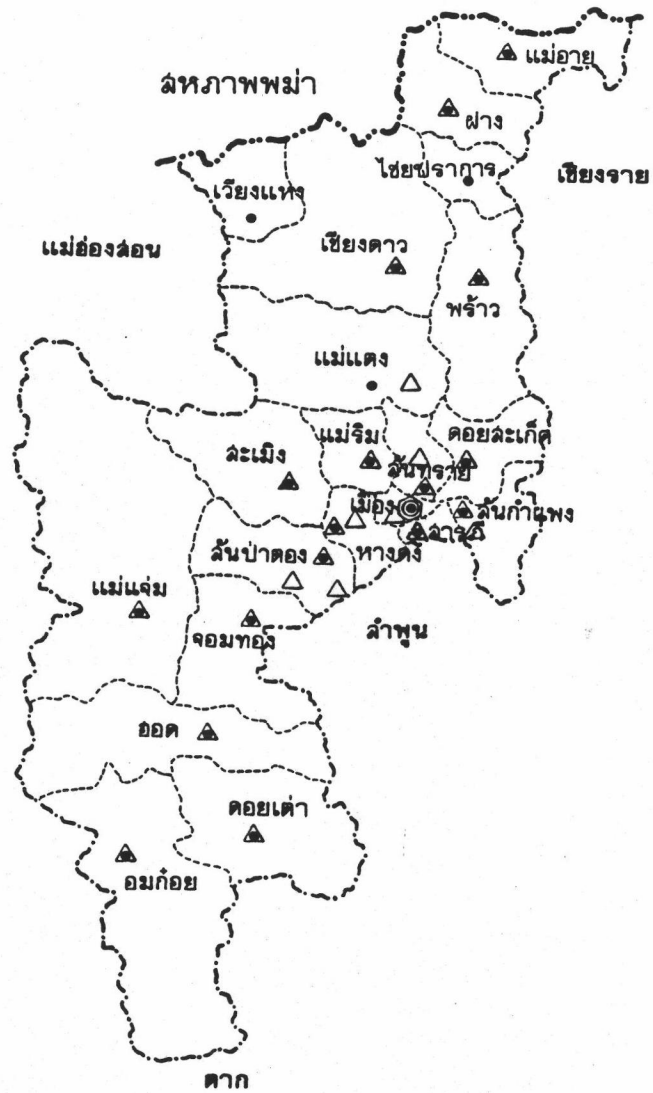 แม่อาย
สหภาพพม่า
ฝาง
ไชยปราการ
เชียงราย
เวียงแหง
แม่ฮ่องสอน
เชียงดาว
พร้าว
แม่แตง
สะเมิง
แม่ริม
ดอยสะเก็ด
สันทราย
เมือง
สันกำแพง
สารภี
สันป่าตอง
หางดง
แม่แจ่ม
จอมทอง
ลำพูน
ฮอด
ดอยเต่า
อมก๋อย
ตาก